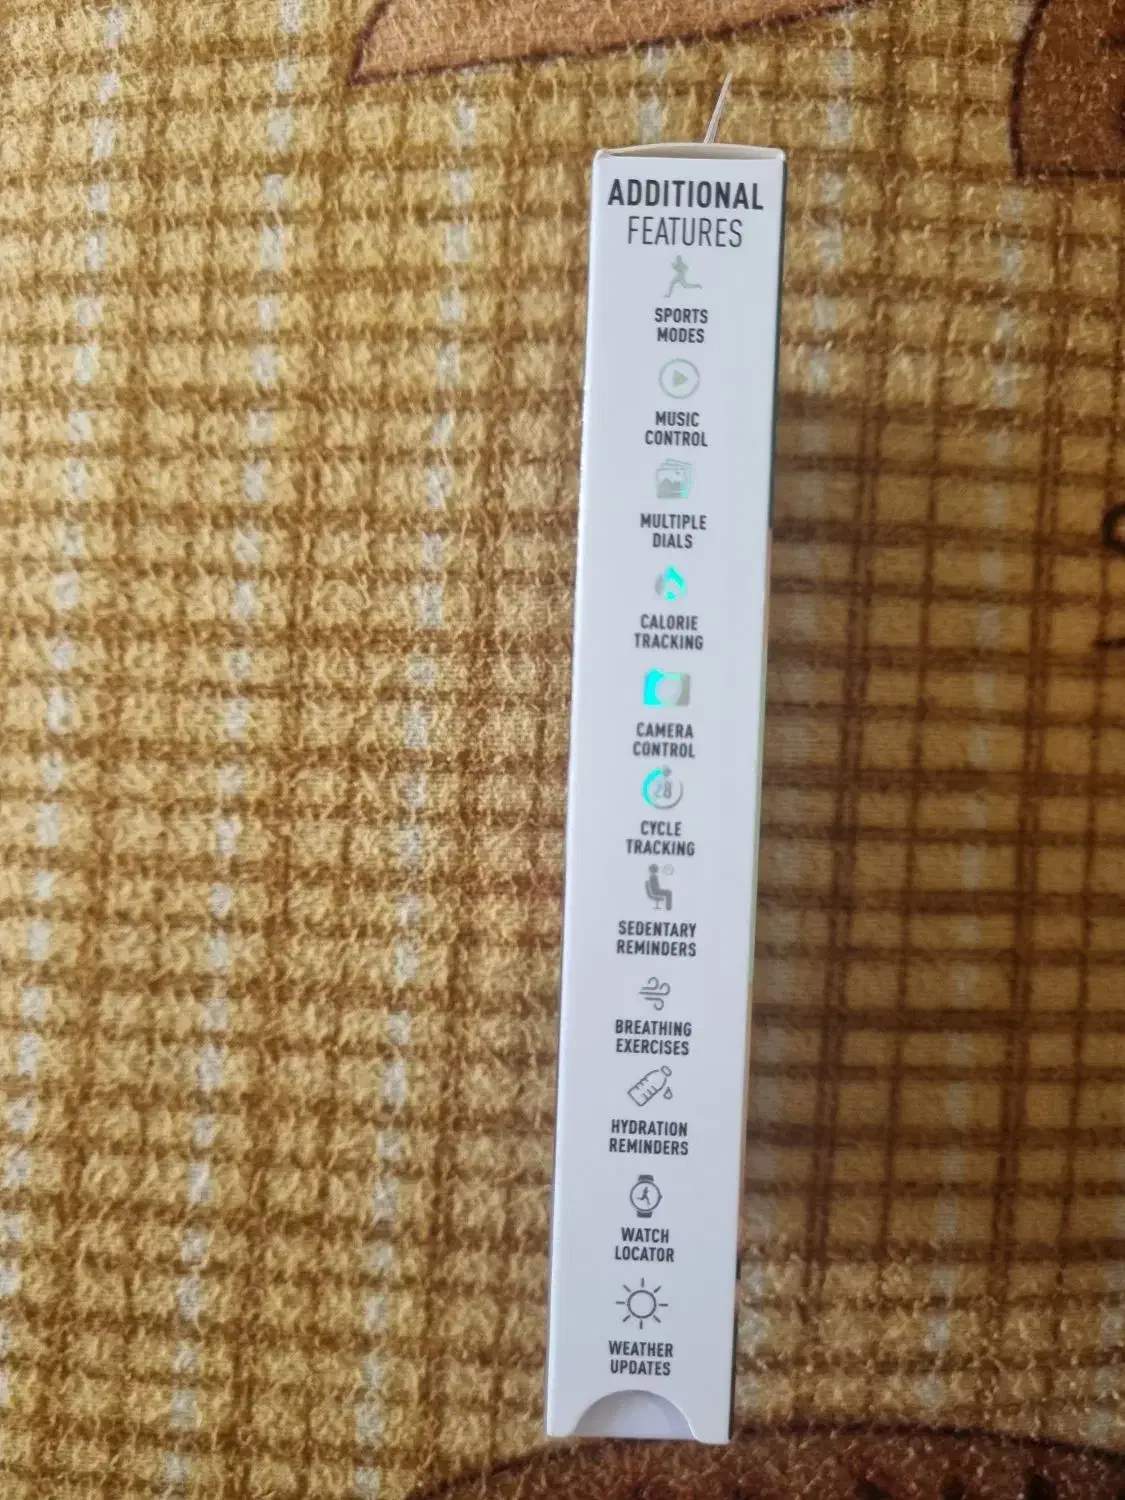 ADDITIONAL
FEATURES
SPORTS
MODES
MUSIC
CONTROL
MULTIPLE
DIALS
CALORIE
TRACKING
CAMERA
CONTROL
28
CYCLE
TRACKING
SEDENTARY
REMINDERS
BREATHING
EXERCISES
HYDRATION
REMINDERS
WATCH
LOCATOR
WEATHER
UPDATES